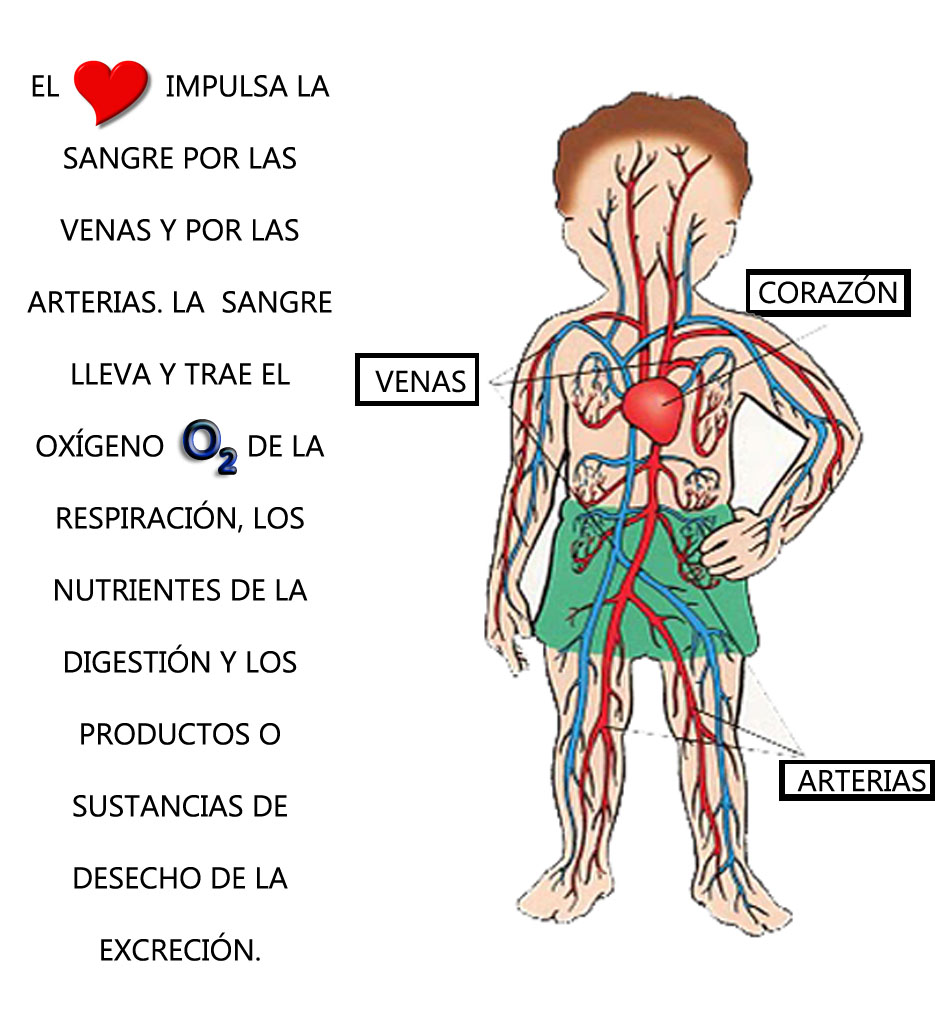 EL IMPULSA LA
SANGRE POR LAS
VENAS Y POR LAS
ARTERIAS. LA SANGRE
LLEVA Y TRAE EL
OXÍGENO O2 DE LA
RESPIRACIÓN, LOS
NUTRIENTES DE LA
DIGESTIÓN Y LOS
PRODUCTOS O
SUSTANCIAS DE
DESECHO DE LA
EXCRECIÓN.
CORAZÓN
VENAS
ARTERIAS